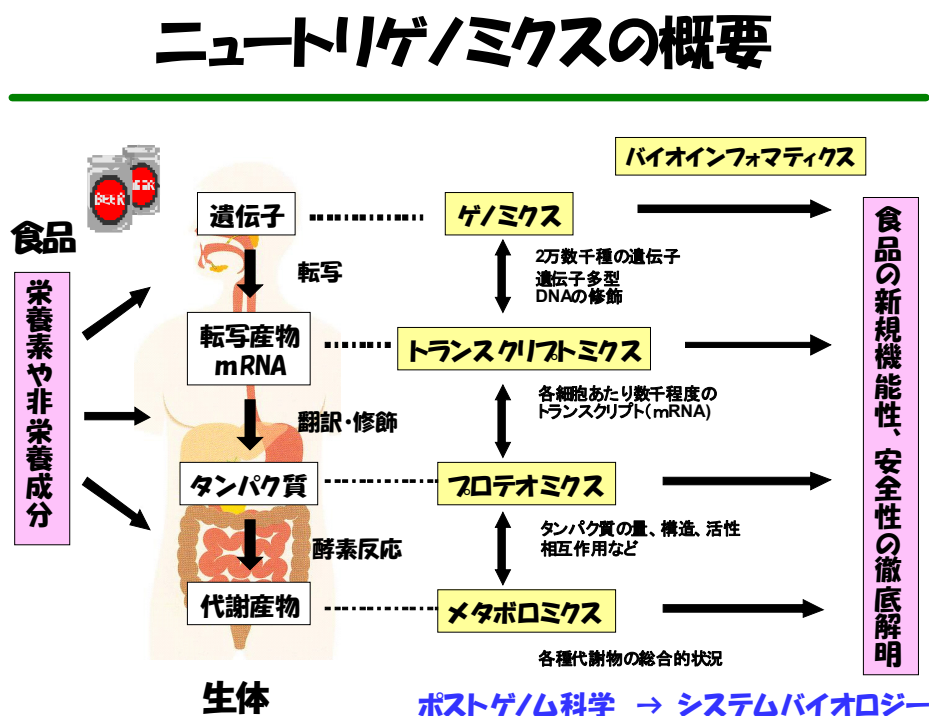 ニュートリゲノミクスの概要
バイオインフォマティクス
食品
BeeR
栄養素や非栄養成分
遺伝子
転写
転写産物
mRNA
翻訳・修飾
タンパク質
酵素反応
代謝産物
生体
ゲノミクス
2万数千種の遺伝子
遺伝子多型
DNAの修飾
トランスクリプトミクス
各細胞あたり数千程度の
トランスクリプト(mRNA)
プロテオミクス
タンパク質の量、構造、活性
相互作用など
メタボロミクス
各種代謝物の総合的状況
食品の新規機能性、安全性の徹底解明
ポストゲノム科学 → システムバイオロジー